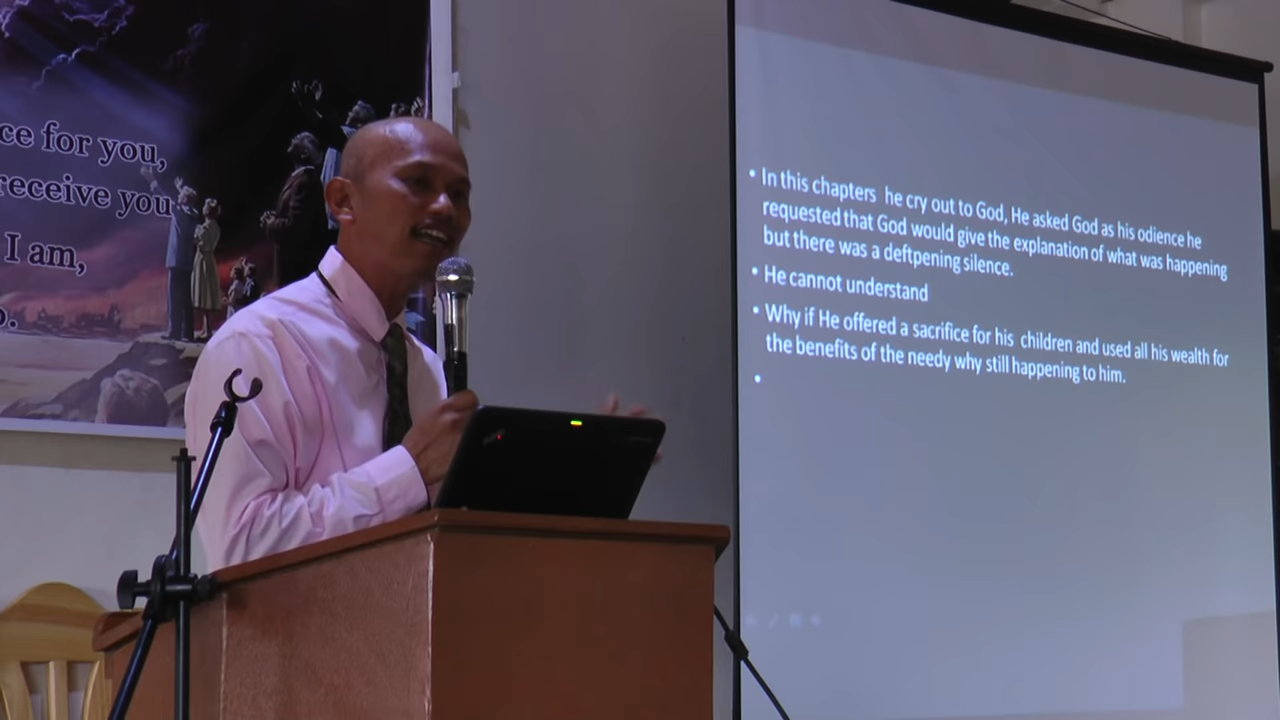 ce for you,
receive you
I am,
o.
• In this chapters he cry out to God, He asked God as his odience he
requested that God would give the explanation of what was happening
but there was a deftpening silence.
• He cannot understand
• Why if He offered a sacrifice for his children and used all his wealth for
the benefits of the needy why still happening to him.
•